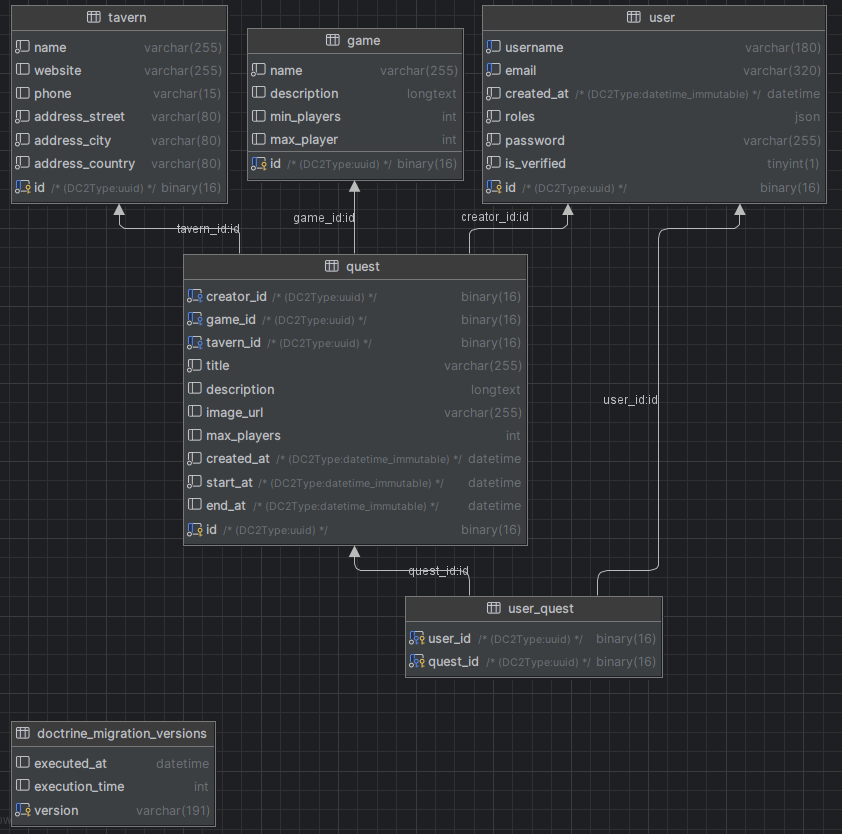 tavern
name varchar(255)
website varchar(255)
phone varchar(15)
address_street varchar(80)
address_city varchar(80)
address_country varchar(80)
id /* (DC2Type:uuid) */ binary(16)
game
name varchar(255)
description longtext
min_players int
max_player int
id /* (DC2Type:uuid) */ binary(16)
user
username varchar(180)
email varchar(320)
created_at /* (DC2Type:datetime_immutable) */ datetime
roles json
password varchar(255)
is_verified tinyint(1)
id /* (DC2Type:uuid) */ binary(16)
tavern_id:id
game_id:id
creator_id:id
quest
creator_id /* (DC2Type:uuid) */ binary(16)
game_id /* (DC2Type:uuid) */ binary(16)
tavern_id /* (DC2Type:uuid) */ binary(16)
title varchar(255)
description longtext
image_url varchar(255)
max_players int
created_at /* (DC2Type:datetime_immutable) */ datetime
start_at /* (DC2Type:datetime_immutable) */ datetime
end_at /* (DC2Type:datetime_immutable) */ datetime
id /* (DC2Type:uuid) */ binary(16)
user_id:id
quest_id:id
user_quest
user_id /* (DC2Type:uuid) */ binary(16)
quest_id /* (DC2Type:uuid) */ binary(16)
doctrine_migration_versions
executed_at datetime
execution_time int
version varchar(191)